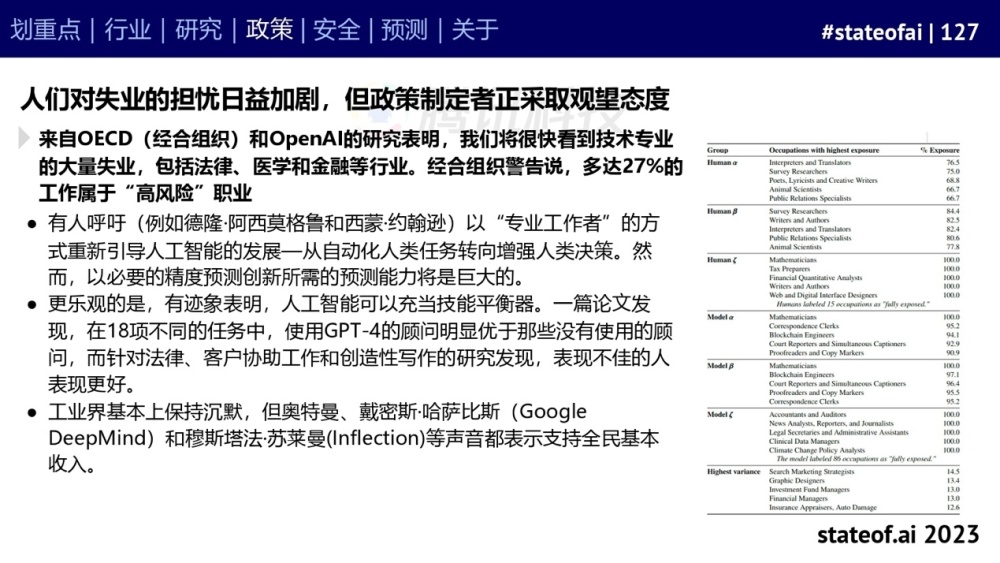 划重点 | 行业 | 研究 | 政策 | 安全 | 预测 | 关于
#stateofai | 127
人们对失业的担忧日益加剧，但政策制定者正采取观望态度
来自OECD（经合组织）和OpenAI的研究表明，我们将很快看到技术专业
的大量失业，包括法律、医学和金融等行业。经合组织警告说，多达27%的
工作属于“高风险”职业
● 有人呼吁（例如德隆·阿西莫格鲁和西蒙·约翰逊）以“专业工作者”的方
式重新引导人工智能的发展—从自动化人类任务转向增强人类决策。然
而，以必要的精度预测创新所需的预测能力将是巨大的。
● 更乐观的是，有迹象表明，人工智能可以充当技能平衡器。一篇论文发
现，在18项不同的任务中，使用GPT-4的顾问明显优于那些没有使用的顾
问，而针对法律、客户协助工作和创造性写作的研究发现，表现不佳的人
表现更好。
● 工业界基本上保持沉默，但奥特曼、戴密斯·哈萨比斯（Google
DeepMind）和穆斯塔法·苏莱曼(Inflection)等声音都表示支持全民基本
收入。
Group Occupations with highest exposure % Exposure
Human α Interpreters and Translators 76.5
Survey Researchers 75.0
Poets, Lyricists and Creative Writers 68.8
Animal Scientists 66.7
Public Relations Specialists 66.7
Human β Survey Researchers 84.4
Writers and Authors 82.5
Interpreters and Translators 82.4
Public Relations Specialists 80.6
Animal Scientists 77.8
Human ζ Mathematicians 100.0
Tax Preparers 100.0
Financial Quantitative Analysts 100.0
Writers and Authors 100.0
Web and Digital Interface Designers 100.0
Humans labeled 15 occupations as "fully exposed."
Model α Mathematicians 100.0
Correspondence Clerks 95.2
Blockchain Engineers 94.1
Court Reporters and Simultaneous Captioners 92.9
Proofreaders and Copy Markers 90.9
Model β Mathematicians 100.0
Blockchain Engineers 97.1
Court Reporters and Simultaneous Captioners 96.4
Proofreaders and Copy Markers 95.5
Correspondence Clerks 95.2
Model ζ Accountants and Auditors 100.0
News Analysts, Reporters, and Journalists 100.0
Legal Secretaries and Administrative Assistants 100.0
Clinical Data Managers 100.0
Climate Change Policy Analysts 100.0
The model labeled 86 occupations as "fully exposed."
Highest variance Search Marketing Strategists 14.5
Graphic Designers 13.4
Investment Fund Managers 13.0
Financial Managers 13.0
Insurance Appraisers, Auto Damage 12.6
stateof.ai 2023